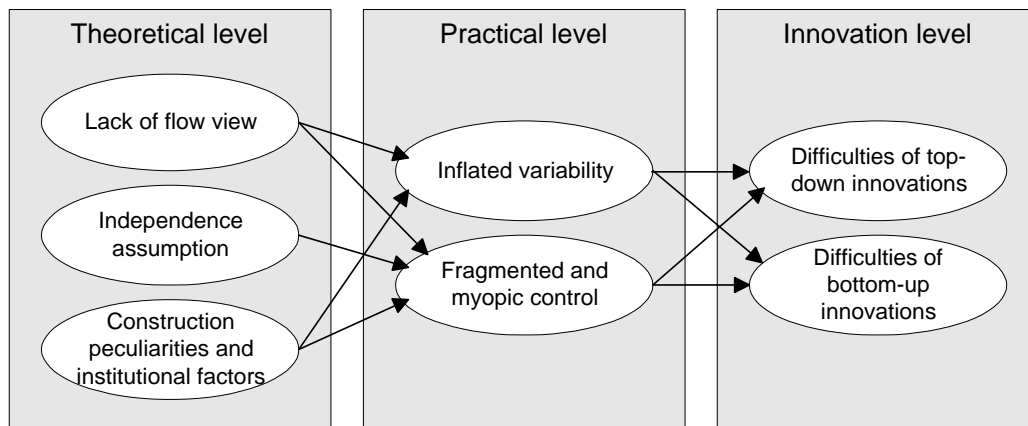 Theoretical level
Lack of flow view
Independence
assumption
Construction
peculiarities and
institutional factors
Practical level
Inflated variability
Fragmented and
myopic control
Innovation level
Difficulties of top-
down innovations
Difficulties of
bottom-up
innovations